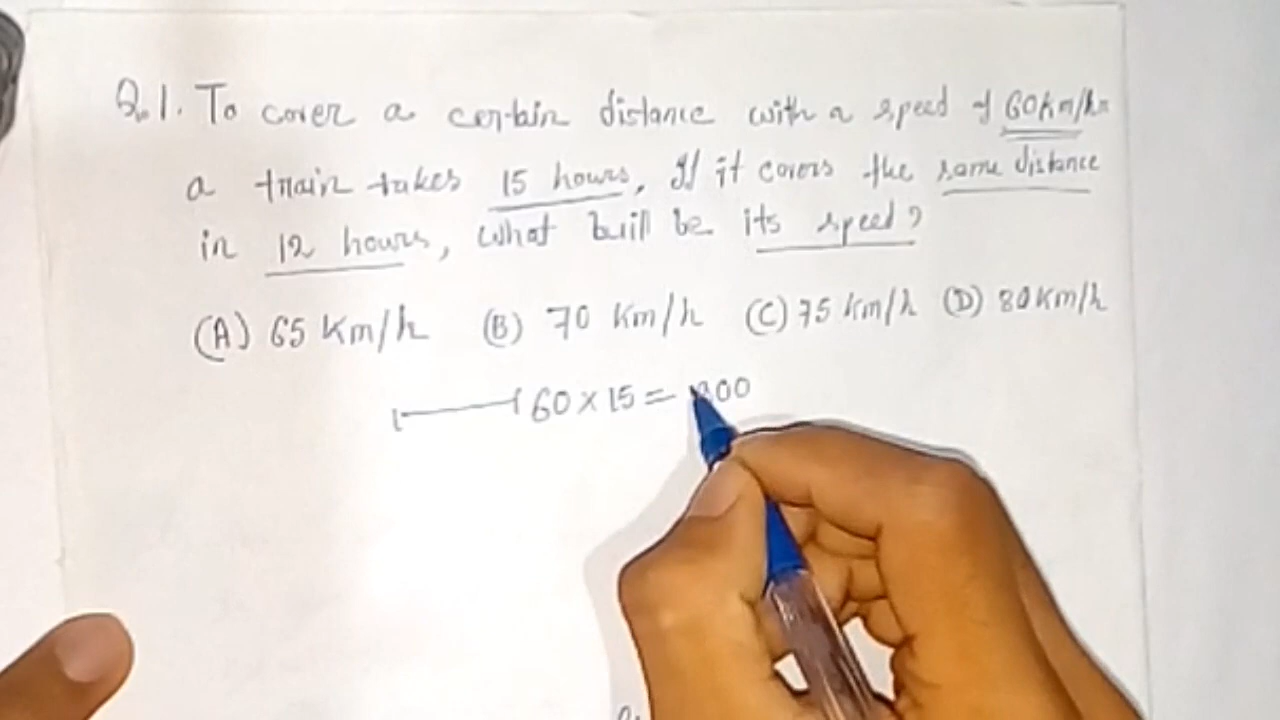 Q.1. To cover a certain distance with a speed of 60km/hr
a train takes 15 hours, If it covers the same distance
in 12 hours, what will be its speed?
(A) 65 Km/h (B) 70 Km/h (C) 75 Km/h (D) 80 Km/h
60 × 15 = 900